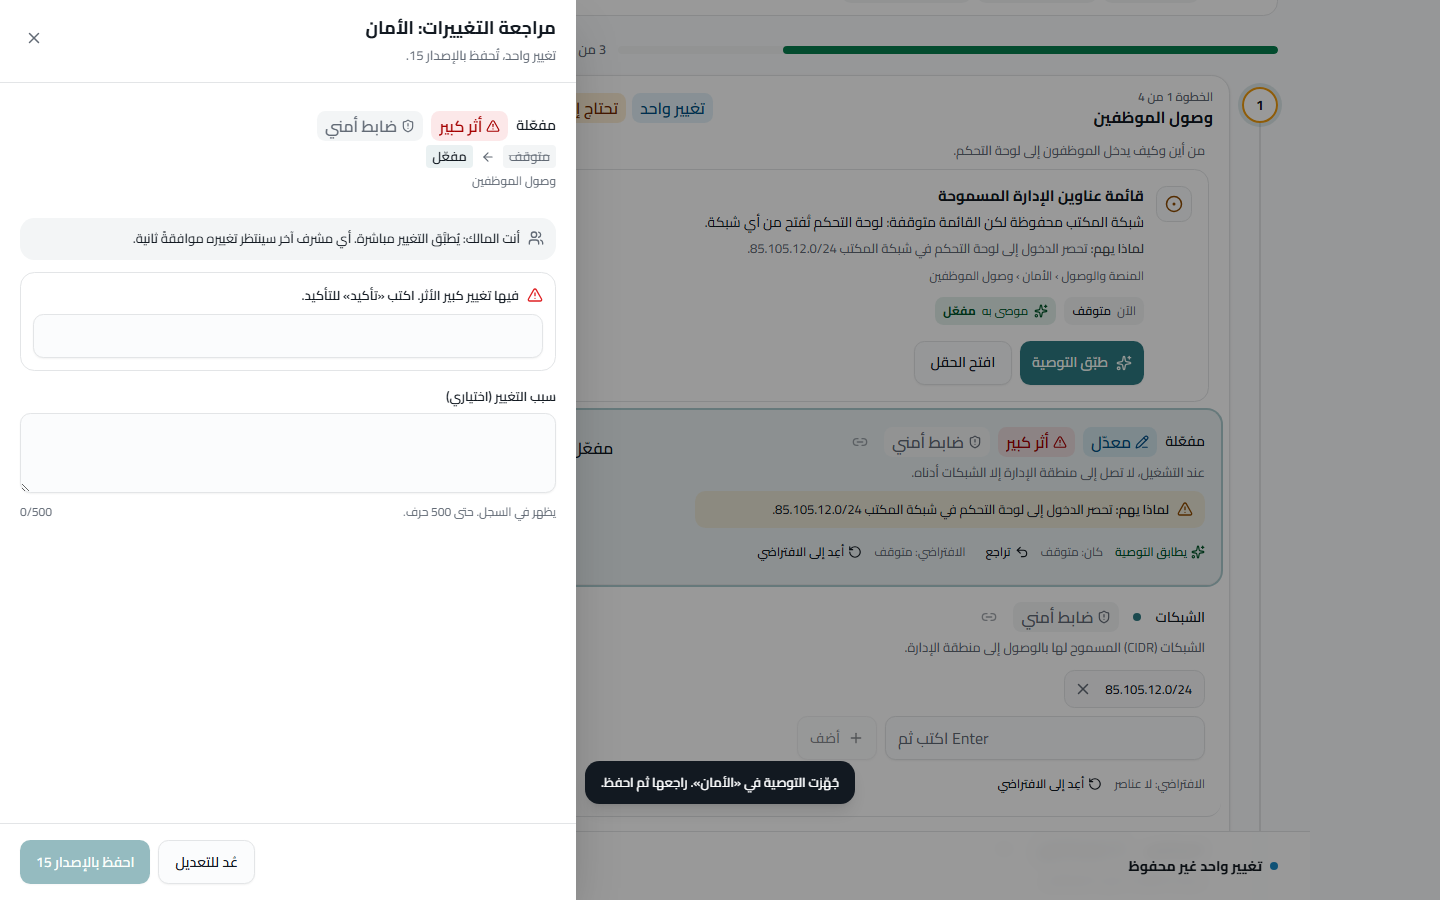 مراجعة التغييرات: الأمان
تغيير واحد، تُحفظ بالإصدار 15.
مفعّلة
أثر كبير
ضابط أمني
متوقف ← مفعّل
وصول الموظفين
أنت المالك: يُطبَّق التغيير مباشرة. أي مشرف آخر سينتظر تغييره موافقةً ثانية.
فيها تغيير كبير الأثر. اكتب «تأكيد» للتأكيد.
سبب التغيير (اختياري)
يظهر في السجل. حتى 500 حرف.
0/500
عُد للتعديل
احفظ بالإصدار 15
3 من
1
الخطوة 1 من 4
وصول الموظفين
تغيير واحد
تحتاج
من أين وكيف يدخل الموظفون إلى لوحة التحكم.
قائمة عناوين الإدارة المسموحة
شبكة المكتب محفوظة لكن القائمة متوقفة: لوحة التحكم تُفتح من أي شبكة.
لماذا يهم: تحصر الدخول إلى لوحة التحكم في شبكة المكتب 85.105.12.0/24.
المنصة والوصول › الأمان › وصول الموظفين
الآن متوقف
موصى به مفعّل
طبّق التوصية
افتح الحقل
مفعّلة
معدّل
أثر كبير
ضابط أمني
مفعّل
عند التشغيل، لا تصل إلى منطقة الإدارة إلا الشبكات أدناه.
لماذا يهم: تحصر الدخول إلى لوحة التحكم في شبكة المكتب 85.105.12.0/24.
يطابق التوصية
كان: متوقف
تراجع
الافتراضي: متوقف
أعِد إلى الافتراضي
الشبكات
ضابط أمني
الشبكات (CIDR) المسموح لها بالوصول إلى منطقة الإدارة.
85.105.12.0/24
اكتب ثم Enter
أضف
الافتراضي: لا عناصر
أعِد إلى الافتراضي
جُهّزت التوصية في «الأمان». راجعها ثم احفظ.
تغيير واحد غير محفوظ